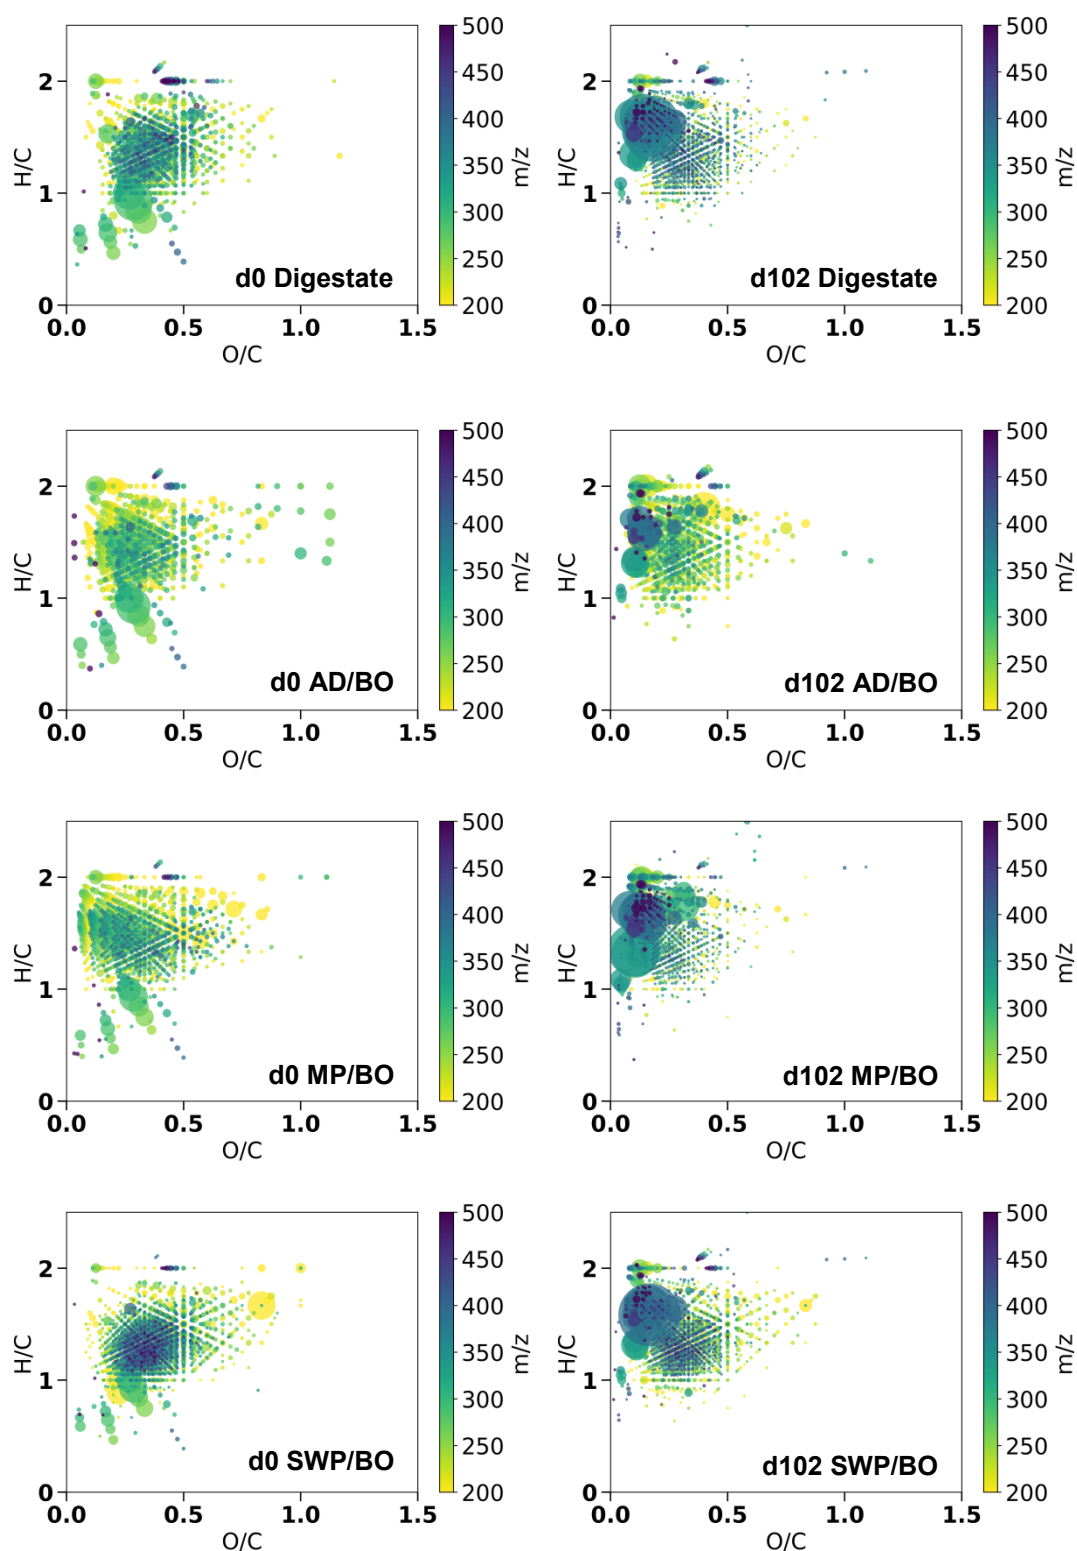 2
1
0
H/C
0.0 0.5 1.0 1.5
O/C
d0 Digestate
500
450
400
350
300
250
200
m/z
2
1
0
H/C
0.0 0.5 1.0 1.5
O/C
d102 Digestate
500
450
400
350
300
250
200
m/z
2
1
0
H/C
0.0 0.5 1.0 1.5
O/C
d0 AD/BO
500
450
400
350
300
250
200
m/z
2
1
0
H/C
0.0 0.5 1.0 1.5
O/C
d102 AD/BO
500
450
400
350
300
250
200
m/z
2
1
0
H/C
0.0 0.5 1.0 1.5
O/C
d0 MP/BO
500
450
400
350
300
250
200
m/z
2
1
0
H/C
0.0 0.5 1.0 1.5
O/C
d102 MP/BO
500
450
400
350
300
250
200
m/z
2
1
0
H/C
0.0 0.5 1.0 1.5
O/C
d0 SWP/BO
500
450
400
350
300
250
200
m/z
2
1
0
H/C
0.0 0.5 1.0 1.5
O/C
d102 SWP/BO
500
450
400
350
300
250
200
m/z